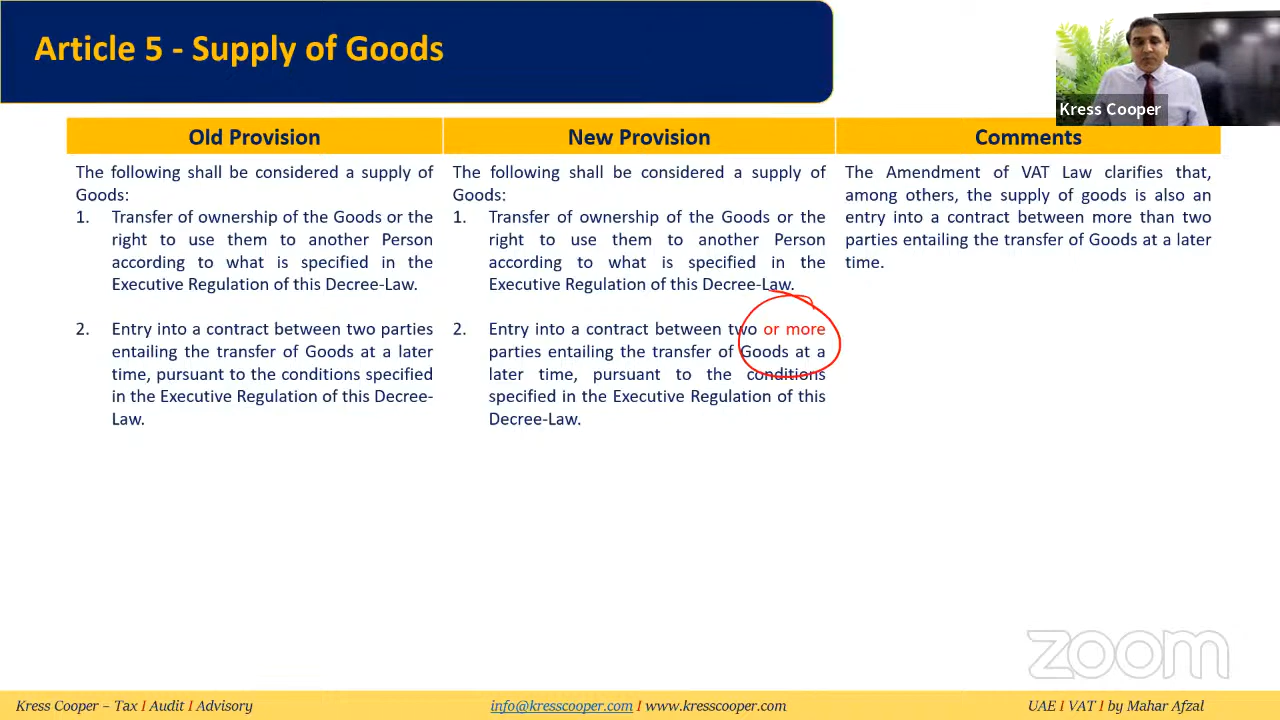 Article 5 - Supply of Goods
Kress Cooper
Old Provision
The following shall be considered a supply of
Goods:
1. Transfer of ownership of the Goods or the
right to use them to another Person
according to what is specified in the
Executive Regulation of this Decree-Law.
2. Entry into a contract between two parties
entailing the transfer of Goods at a later
time, pursuant to the conditions specified
in the Executive Regulation of this Decree-
Law.
New Provision
The following shall be considered a supply of
Goods:
1. Transfer of ownership of the Goods or the
right to use them to another Person
according to what is specified in the
Executive Regulation of this Decree-Law.
2. Entry into a contract between two or more
parties entailing the transfer of Goods at a
later time, pursuant to the conditions
specified in the Executive Regulation of this
Decree-Law.
Comments
The Amendment of VAT Law clarifies that,
among others, the supply of goods is also an
entry into a contract between more than two
parties entailing the transfer of Goods at a later
time.
zoom
Kress Cooper – Tax I Audit I Advisory
info@kresscooper.com I www.kresscooper.com
UAE I VAT I by Mahar Afzal